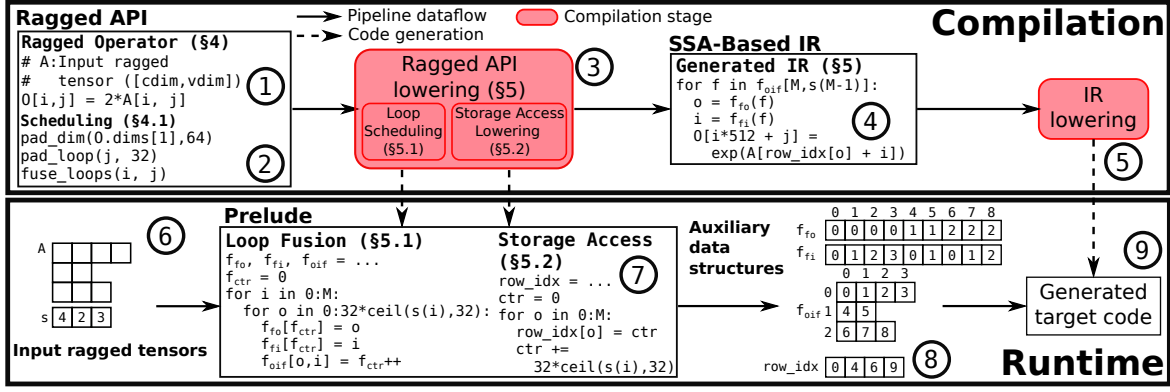 Ragged API
Pipeline dataflow
Code generation
Compilation stage
Compilation
Ragged Operator (§4)
# A:Input ragged
#   tensor ([cdim,vdim])
O[i,j] = 2*A[i, j]
1
Scheduling (§4.1)
pad_dim(O.dims[1],64)
pad_loop(j, 32)
fuse_loops(i, j)
2
Ragged API
lowering (§5)
Loop
Scheduling
(§5.1)
Storage Access
Lowering
(§5.2)
3
SSA-Based IR
Generated IR (§5)
for f in f_oif[M,s(M-1)]:
  o = f_fo(f)
  i = f_fi(f)
  O[i*512 + j] =
    exp(A[row_idx[o] + i])
4
IR
lowering
5
6
A
s 4 2 3
Input ragged tensors
Prelude
Loop Fusion (§5.1)
f_fo, f_fi, f_oif = ...
f_ctr = 0
for i in 0:M:
  for o in 0:32*ceil(s(i),32):
    f_fo[f_ctr] = o
    f_fi[f_ctr] = i
    f_oif[o,i] = f_ctr++
Storage Access
(§5.2)
row_idx = ...
ctr = 0
for o in 0:M:
  row_idx[o] = ctr
  ctr +=
    32*ceil(s(i),32)
7
Auxiliary
data
structures
0 1 2 3 4 5 6 7 8
f_fo 0 0 0 0 1 1 2 2 2
f_fi 0 1 2 3 0 1 0 1 2
0 1 2 3
0 0 1 2 3
f_oif 1 4 5
2 6 7 8
row_idx 0 4 6 9
8
9
Generated
target code
Runtime